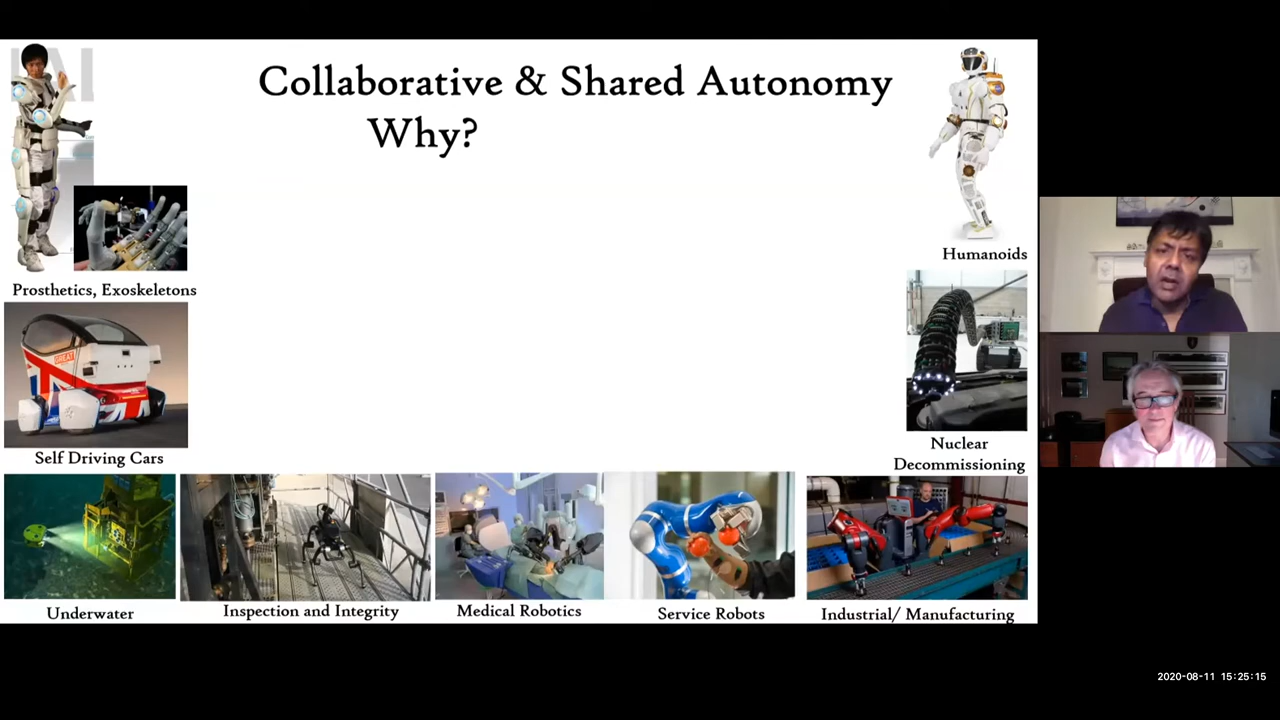 Collaborative & Shared Autonomy
Why?
Humanoids
Prosthetics, Exoskeletons
GREAT
Self Driving Cars
Nuclear
Decommissioning
Underwater
Inspection and Integrity
Medical Robotics
Service Robots
Industrial/ Manufacturing
2020-08-11 15:25:15